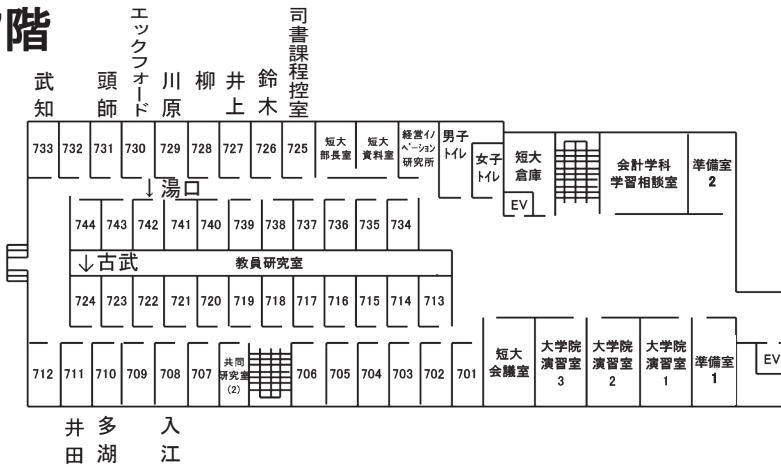 階
武知
頭師
エックフォード
川原
柳
井上
鈴木
司書課程控室
733 732 731 730 729 728 727 726 725
短大
部長室
短大
資料室
経営イノ
ベーション
研究所
男子
トイレ
女子
トイレ
短大
倉庫
EV
会計学科
学習相談室
準備室
2
↓湯口
744 743 742 741 740 739 738 737 736 735 734
↓古武
教員研究室
724 723 722 721 720 719 718 717 716 715 714 713
712 711 710 709 708 707
共同
研究室
(2)
706 705 704 703 702 701
短大
会議室
大学院
演習室
3
大学院
演習室
2
大学院
演習室
1
準備室
1
EV
井田
多湖
入江